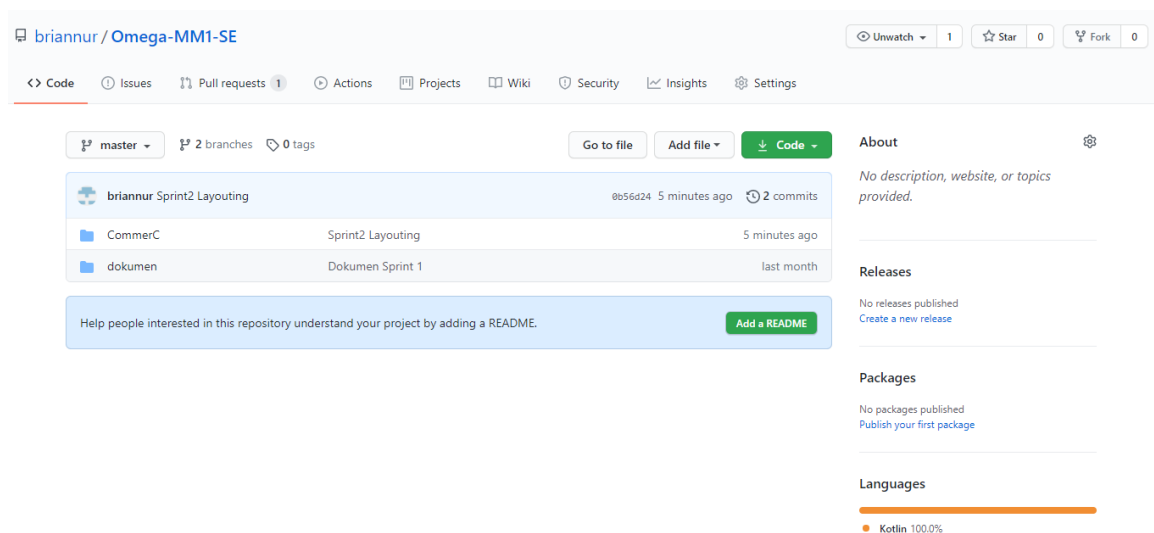 briannur / Omega-MM1-SE
Unwatch 1 Star 0 Fork 0
Code Issues Pull requests 1 Actions Projects Wiki Security Insights Settings
master 2 branches 0 tags Go to file Add file Code
briannur Sprint2 Layouting 0b56d24 5 minutes ago 2 commits
CommerC Sprint2 Layouting 5 minutes ago
dokumen Dokumen Sprint 1 last month
Help people interested in this repository understand your project by adding a README. Add a README
About
No description, website, or topics
provided.
Releases
No releases published
Create a new release
Packages
No packages published
Publish your first package
Languages
Kotlin 100.0%